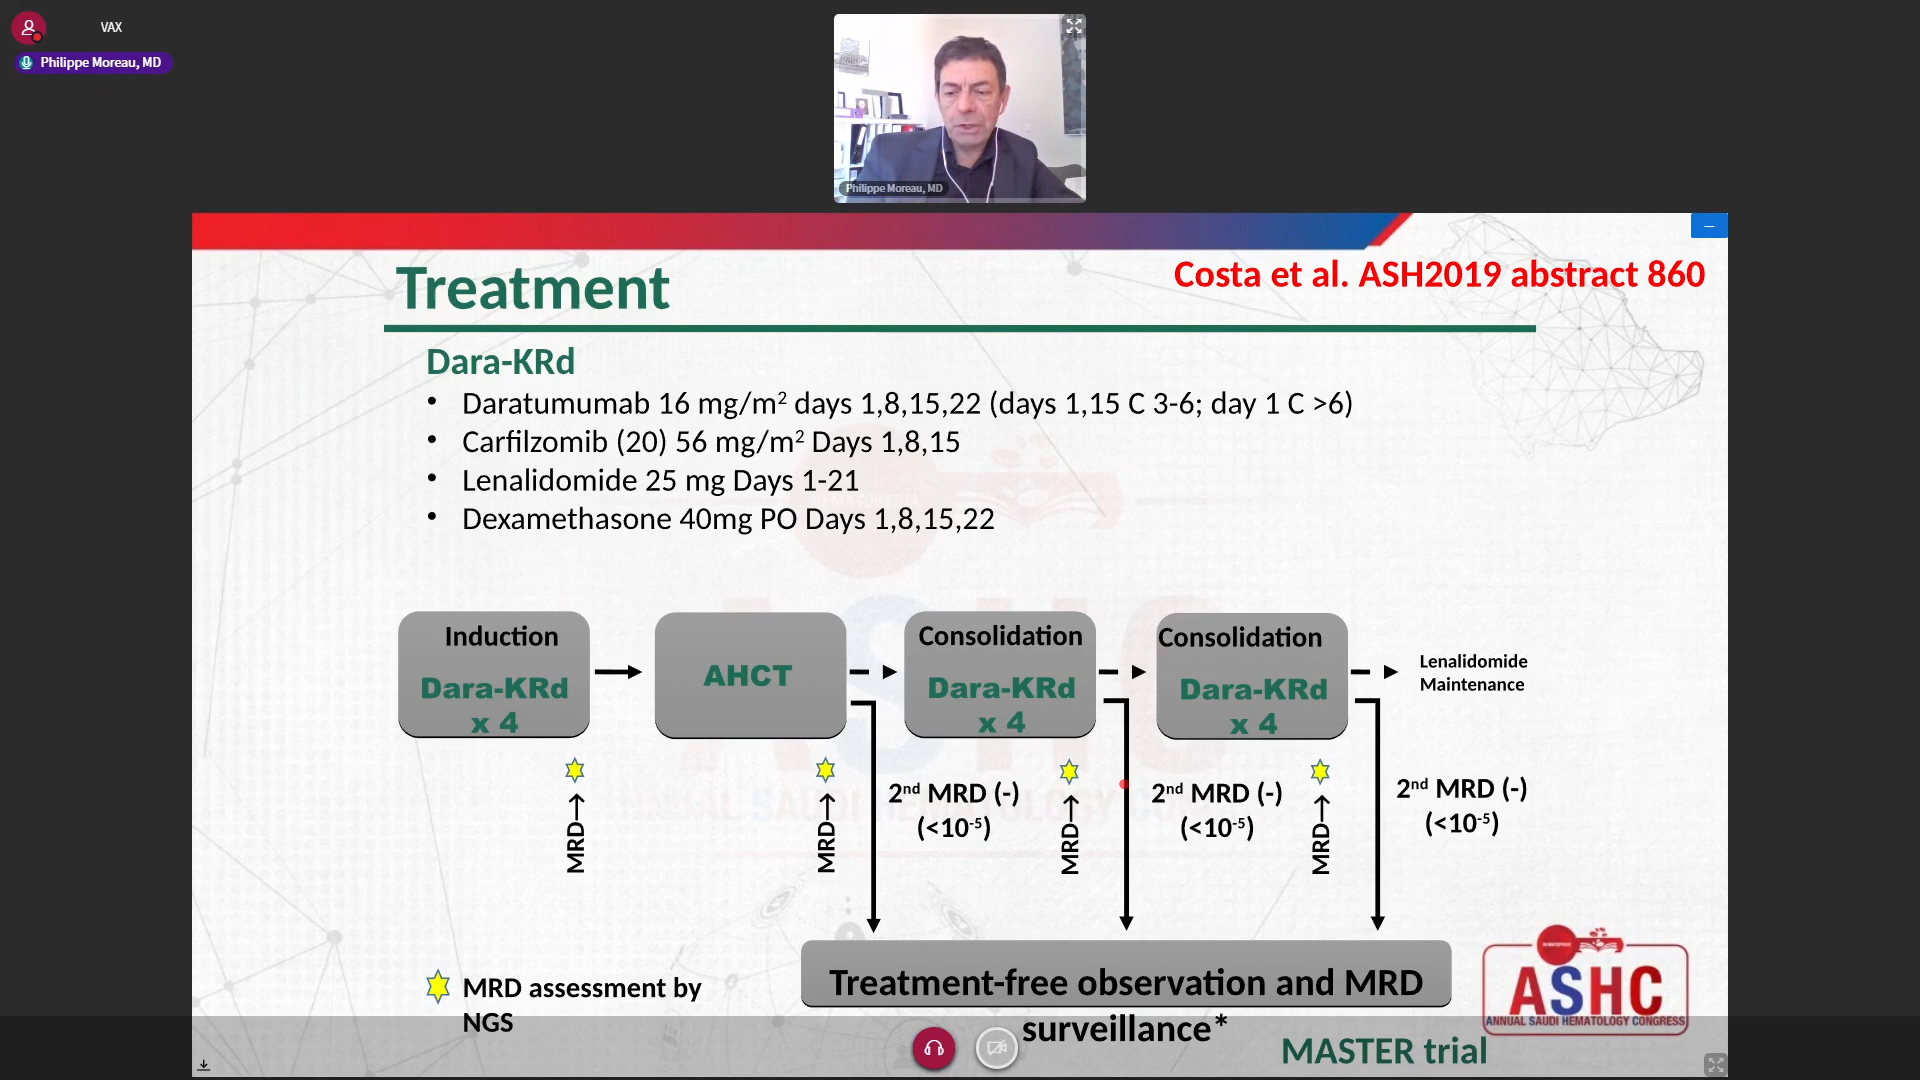 VAX
Philippe Moreau, MD
Philippe Moreau, MD
Treatment
Costa et al. ASH2019 abstract 860
Dara-KRd
• Daratumumab 16 mg/m² days 1,8,15,22 (days 1,15 C 3-6; day 1 C >6)
• Carfilzomib (20) 56 mg/m² Days 1,8,15
• Lenalidomide 25 mg Days 1-21
• Dexamethasone 40mg PO Days 1,8,15,22
Induction
Dara-KRd
x 4
AHCT
Consolidation
Dara-KRd
x 4
Consolidation
Dara-KRd
x 4
Lenalidomide
Maintenance
MRD→
MRD→
2nd MRD (-)
(<10-5)
MRD→
2nd MRD (-)
(<10-5)
MRD→
2nd MRD (-)
(<10-5)
MRD assessment by
NGS
Treatment-free observation and MRD
surveillance*
ASHC
ANNUAL SAUDI HEMATOLOGY CONGRESS
MASTER trial